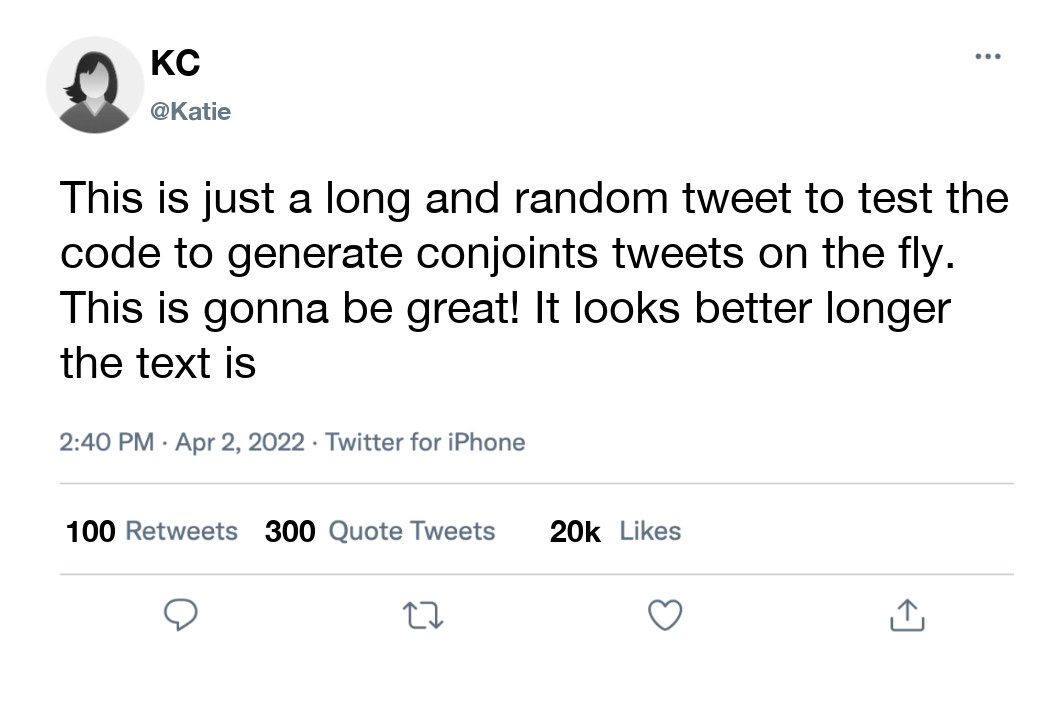 KC
@Katie
This is just a long and random tweet to test the
code to generate conjoints tweets on the fly.
This is gonna be great! It looks better longer
the text is
2:40 PM · Apr 2, 2022 · Twitter for iPhone
100 Retweets 300 Quote Tweets 20k Likes